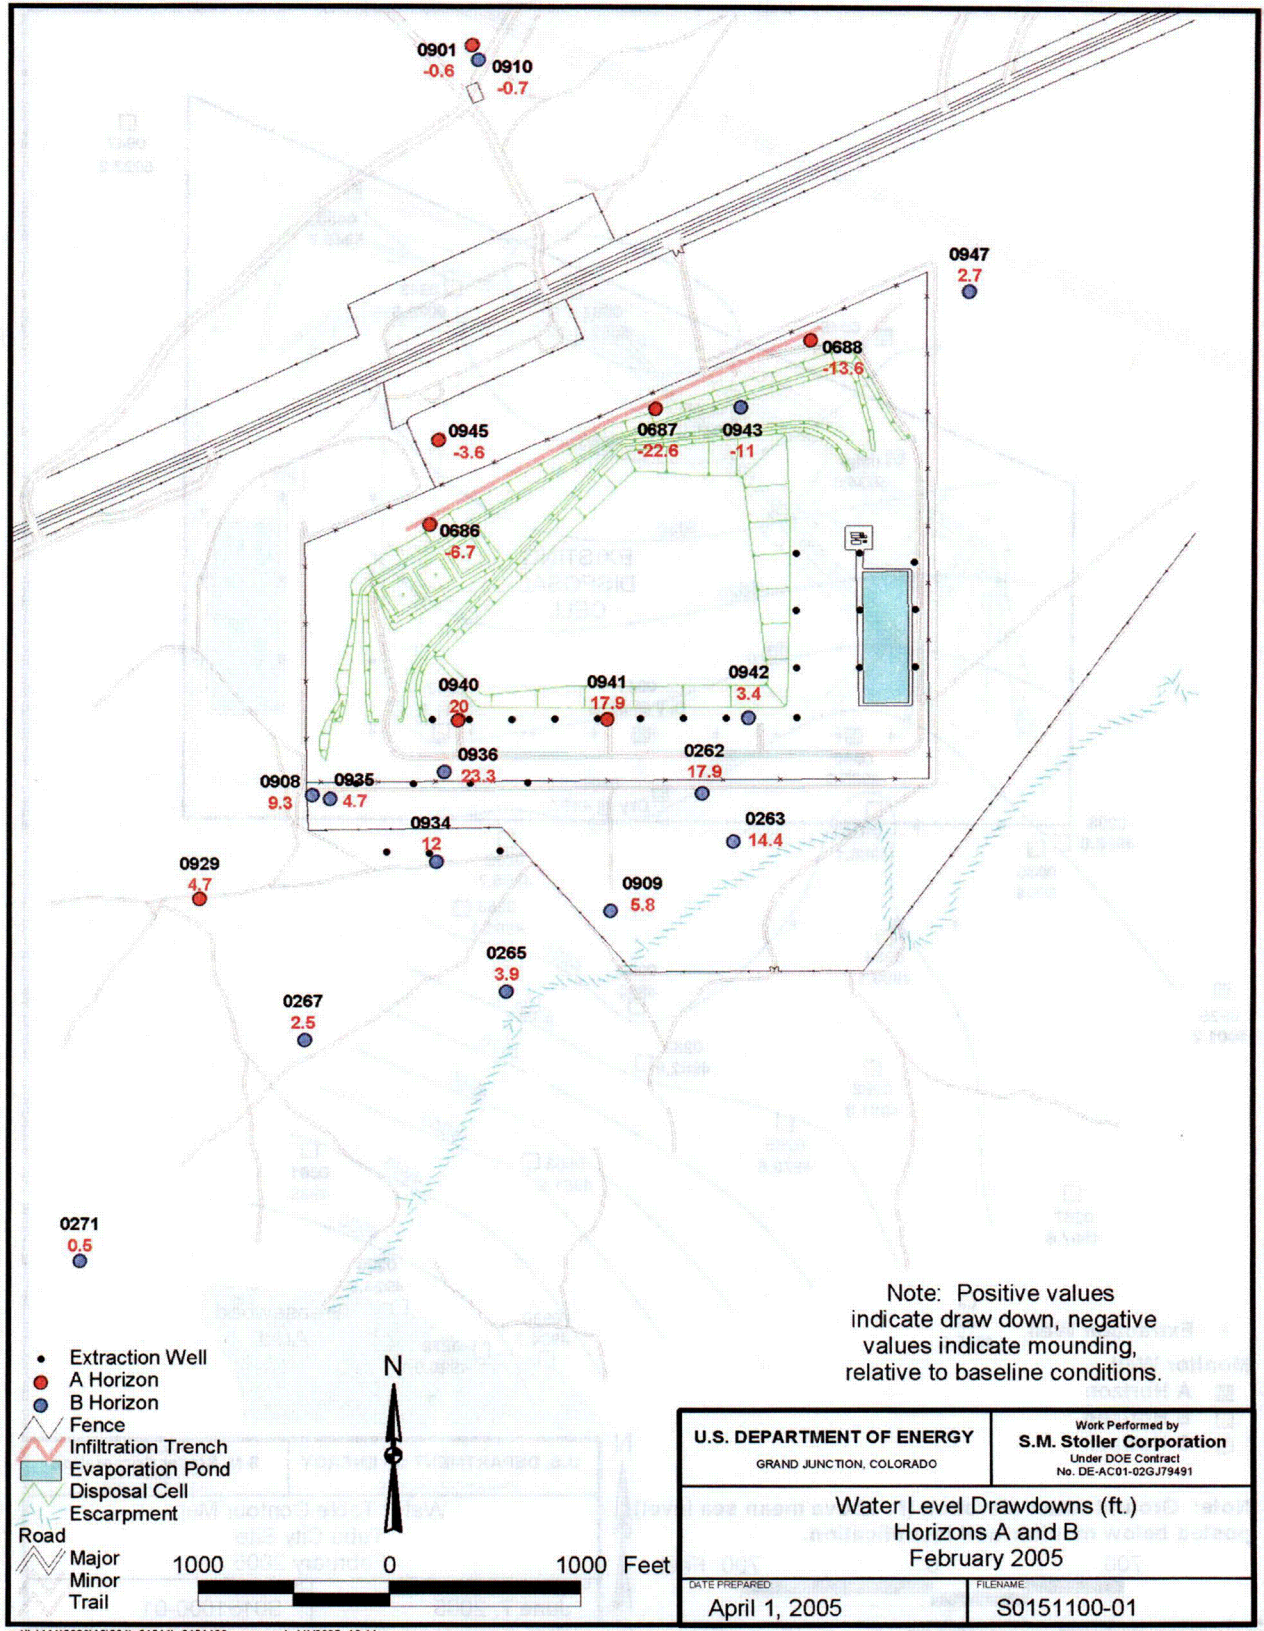 0901
-0.6
0910
-0.7
0947
2.7
0688
-13.6
0687
-22.6
0943
-11
0945
-3.6
0686
-6.7
0940
20
0941
17.9
0942
3.4
0936
23.3
0262
17.9
0908
9.3
0935
4.7
0934
12
0263
14.4
0929
4.7
0909
5.8
0265
3.9
0267
2.5
0271
0.5
Note: Positive values
indicate draw down, negative
values indicate mounding,
relative to baseline conditions.
Extraction Well
A Horizon
B Horizon
Fence
Infiltration Trench
Evaporation Pond
Disposal Cell
Escarpment
Road
Major
Minor
Trail
N
1000 0 1000 Feet
U.S. DEPARTMENT OF ENERGY
GRAND JUNCTION, COLORADO
Work Performed by
S.M. Stoller Corporation
Under DOE Contract
No. DE-AC01-02GJ79491
Water Level Drawdowns (ft.)
Horizons A and B
February 2005
DATE PREPARED
April 1, 2005
FILENAME
S0151100-01